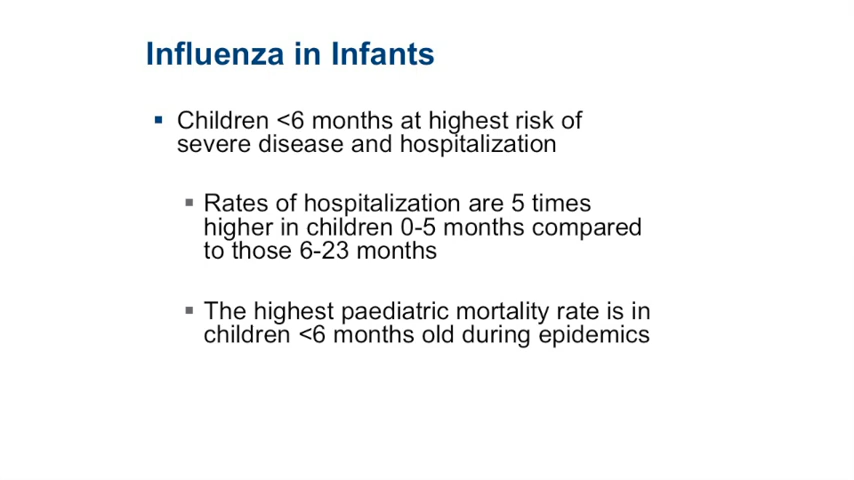 Influenza in Infants
▪ Children <6 months at highest risk of
severe disease and hospitalization
▪ Rates of hospitalization are 5 times
higher in children 0-5 months compared
to those 6-23 months
▪ The highest paediatric mortality rate is in
children <6 months old during epidemics